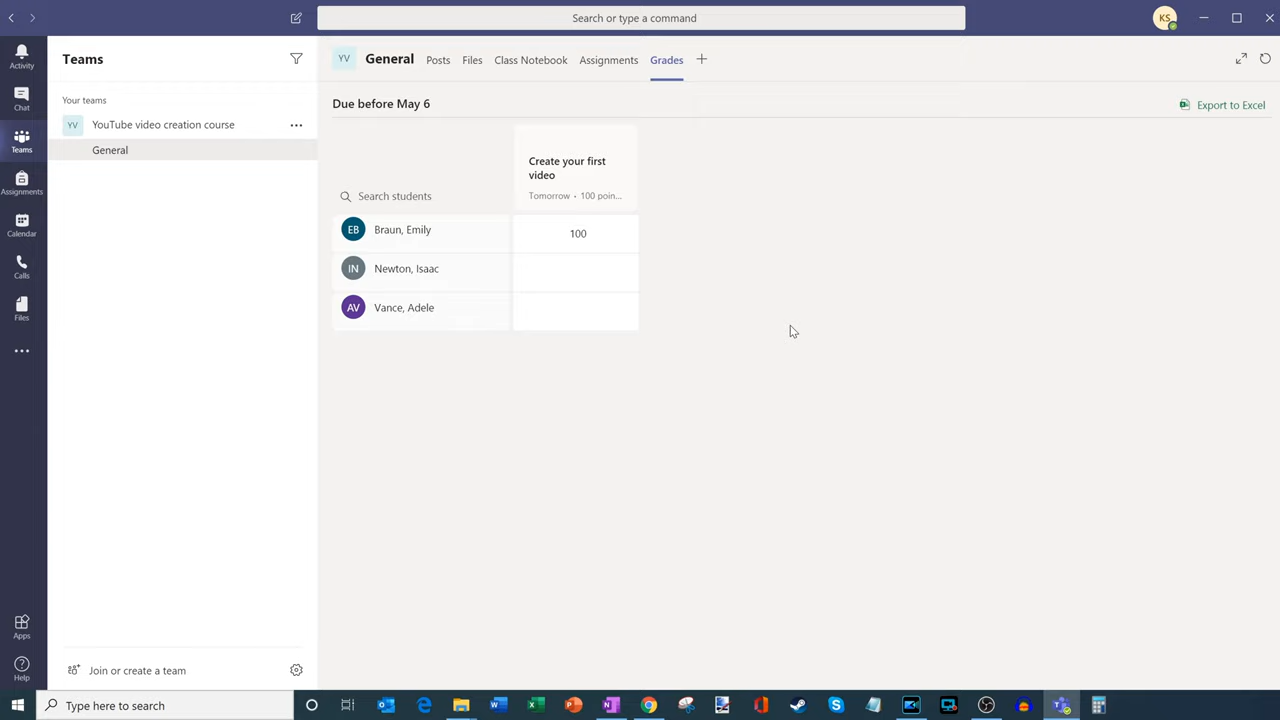 Search or type a command
KS
Activity
Chat
Teams
Assignments
Calendar
Calls
Files
Apps
Help
Teams
Your teams
YV YouTube video creation course
General
Join or create a team
YV General Posts Files Class Notebook Assignments Grades
Due before May 6
Export to Excel
Create your first
video
Tomorrow • 100 poin...
Search students
EB Braun, Emily 100
IN Newton, Isaac
AV Vance, Adele
Type here to search